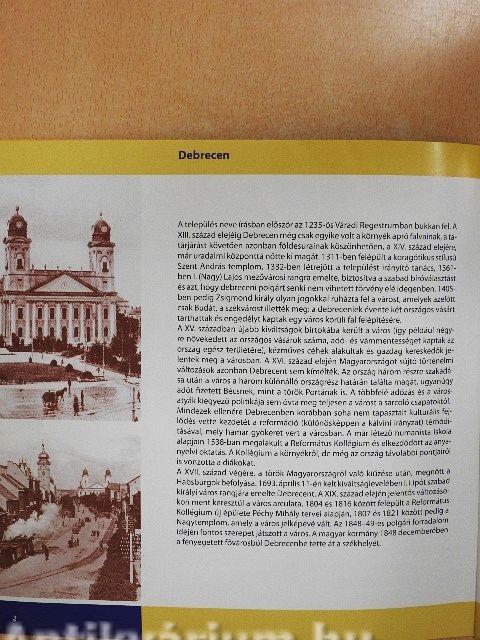 Debrecen
A település neve írásban először az 1235-ös Váradi Regestrumban bukkan fel. A
XIII. század elejéig Debrecen még csak egyike volt a környék apró falvainak, a ta-
tárjárást követően azonban földesurainak köszönhetően, a XIV. század elejére,
már uradalmi központtá nőtte ki magát. 1311-ben felépült a koragótikus stílusú
Szent András templom, 1332-ben létrejött a települést irányító tanács, 1361-
ben I. (Nagy) Lajos mezővárosi rangra emelte, biztosítva a szabad bíróválasztást
és azt, hogy debreceni polgárt senki nem vihetett törvény elé idegenben. 1405-
ben pedig Zsigmond király olyan jogokkal ruházta fel a várost, amelyek azelőtt
csak Budát, a székvárost illették meg: a debreceniek évente két országos vásárt
tarthattak és engedélyt kaptak egy város körüli fal felépítésére.
A XV. században újabb kiváltságok birtokába került a város (így például négy-
re növekedett az országos vásárok száma, adó- és vámmentességet kaptak az
ország egész területére), kézműves céhek alakultak és gazdag kereskedők je-
lentek meg a városban. A XVI. század elején Magyarországot sújtó történelmi
változások azonban Debrecent sem kímélték. Az ország három részre szakadá-
sa után a város a három különálló országrész határán találta magát, ugyanúgy
adót fizetett Bécsnek, mint a török Portának is. A többfelé adózás és a város-
atyák kiegyező politikája sem óvta meg teljesen a várost a sarcoló csapatoktól.
Mindezek ellenére Debrecenben korábban soha nem tapasztalt kulturális fej-
lődés vette kezdetét a reformáció (különösképpen a kálvini irányzat) térhódí-
tásával, mely hamar gyökeret vert a városban. A már létező humanista iskola
alapjain 1538-ban megalakult a Református Kollégium és elkezdődött az anya-
nyelvi oktatás. A Kollégium a környékről, de még az ország távolabbi pontjairól
is vonzotta a diákokat.
A XVII. század végére, a török Magyarországról való kiűzése után, megnőtt a
Habsburgok befolyása. 1693. április 11-én kelt kiváltságlevelében I. Lipót szabad
királyi város rangjára emelte Debrecent. A XIX. század elején jelentős változáso-
kon ment keresztül a város arculata, 1804 és 1816 között felépült a Református
Kollégium új épülete Péchy Mihály tervei alapján, 1807 és 1821 között pedig a
Nagytemplom, amely a város jelképévé vált. Az 1848-49-es polgári forradalom
idején fontos szerepet játszott a város. A magyar kormány 1848 decemberében
a fenyegetett fővárosból Debrecenbe tette át a székhelyét.
2
Antikvárium.hu